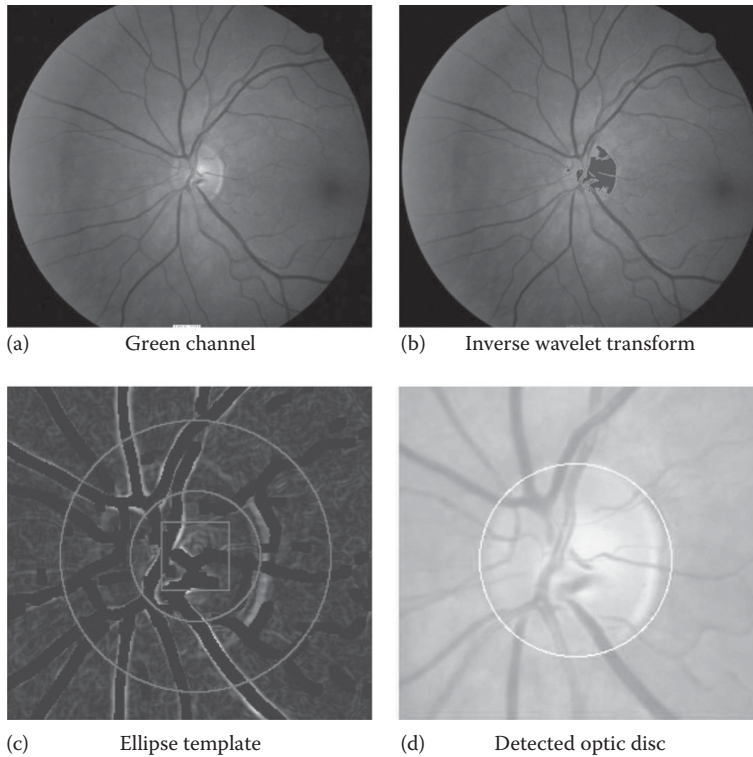 (a) Green channel
(b) Inverse wavelet transform
(c) Ellipse template
(d) Detected optic disc